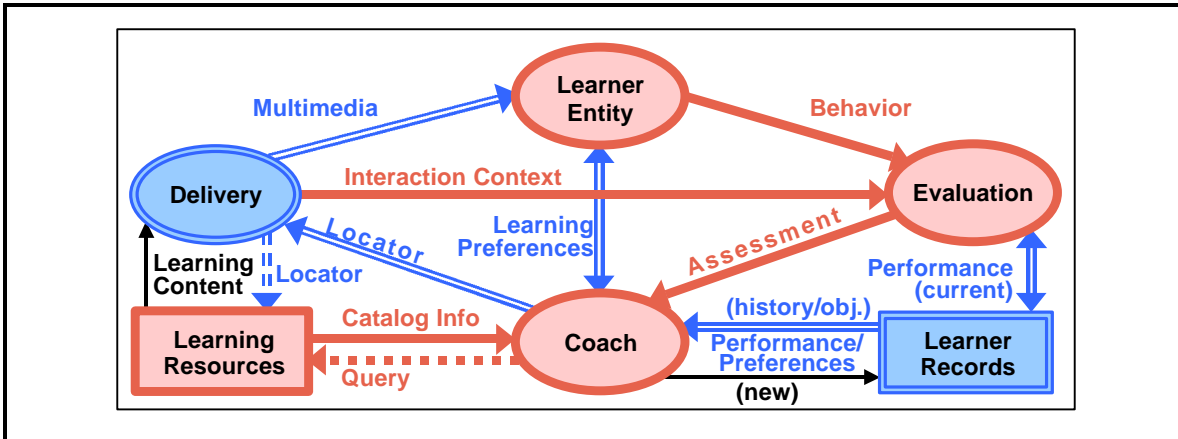 Learner
Entity
Multimedia
Behavior
Delivery
Interaction Context
Evaluation
Learning
Preferences
Locator
Assessment
Learning
Content
Locator
Performance
(current)
Learning
Resources
Catalog Info
Query
Coach
(history/obj.)
Performance/
Preferences
(new)
Learner
Records